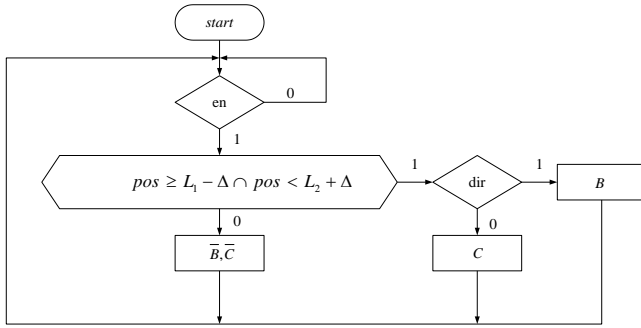 start
en
0
1
pos ≥ L₁ − Δ ∩ pos < L₂ + Δ
1
dir
1
B
0
0
B̅, C̅
C